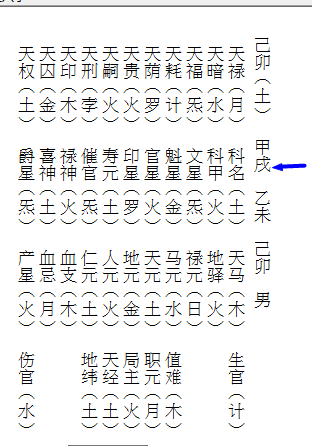 己卯（土） 甲戌 乙未 己卯 男
天禄（月） 科名（土） 天马（木） 生官（计）
天暗（水） 科甲（火） 地驿（火）
天福（炁） 文星（炁） 禄元（日）
天耗（计） 魁星（金） 马元（水） 值难（木）
天荫（罗） 官星（火） 天元（土） 职元（月）
天贵（火） 印星（罗） 地元（金） 局主（火）
天嗣（火） 寿元（土） 人元（火） 天经（土）
天刑（孛） 催官（炁） 仁元（土） 地纬（土）
天印（木） 禄神（火） 血支（木）
天囚（金） 喜神（土） 血忌（月）
天权（土） 爵星（炁） 产星（火） 伤官（水）